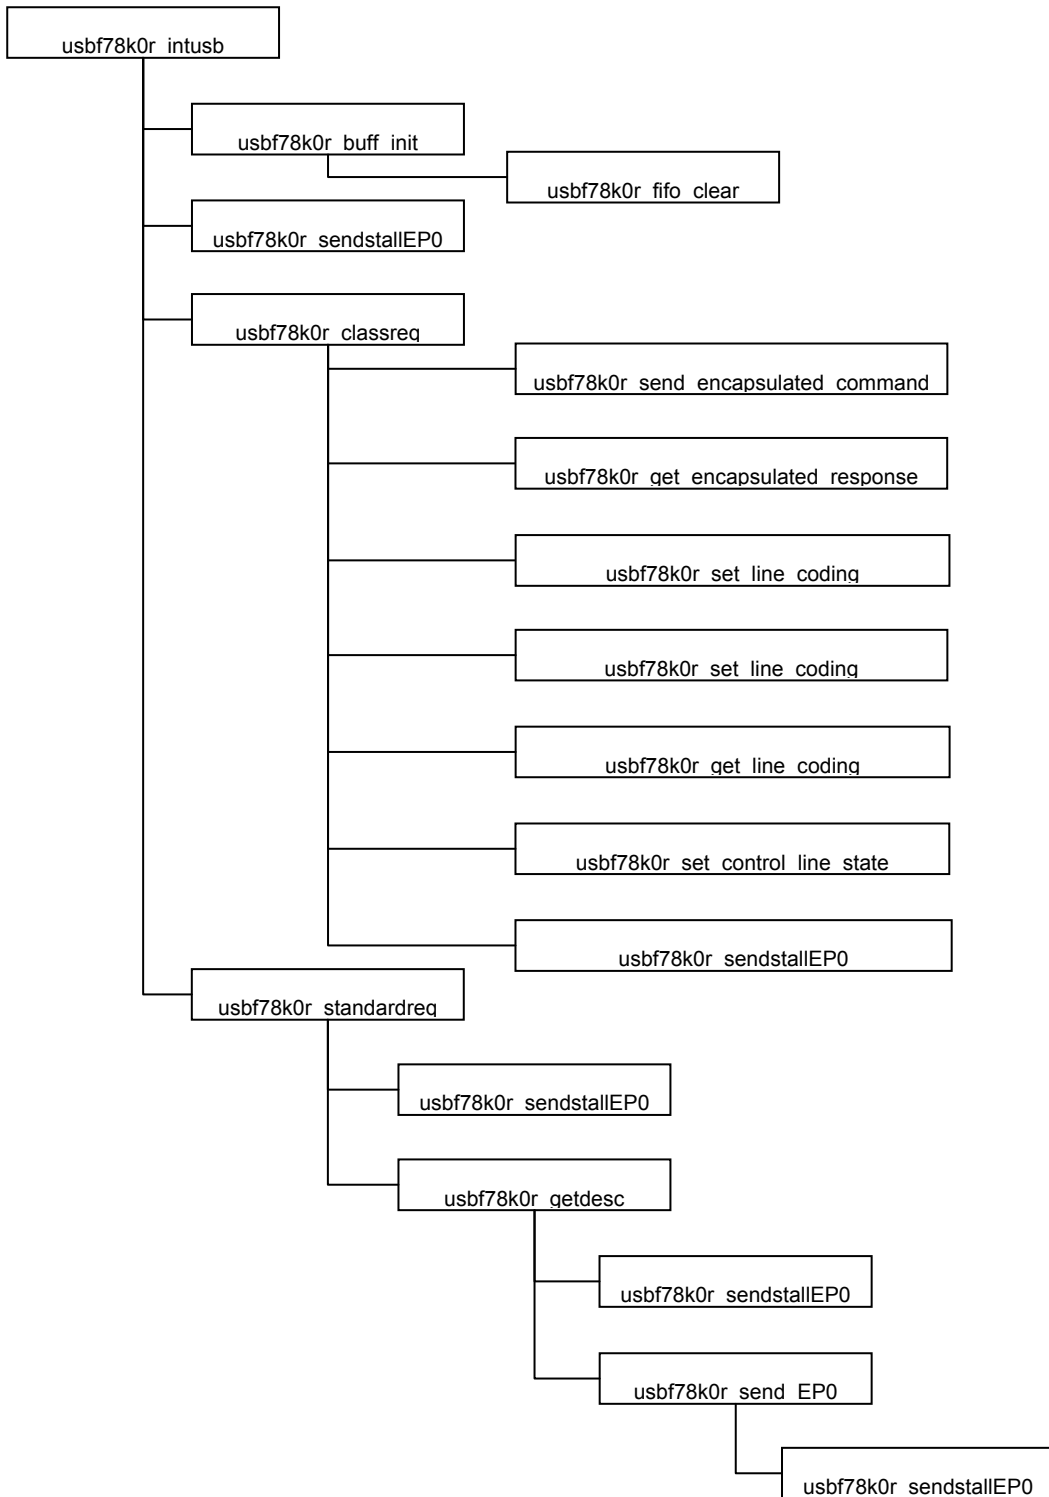 usbf78k0r_intusb
usbf78k0r_buff_init
usbf78k0r_fifo_clear
usbf78k0r_sendstallEP0
usbf78k0r_classreq
usbf78k0r_send_encapsulated_command
usbf78k0r_get_encapsulated_response
usbf78k0r_set_line_coding
usbf78k0r_set_line_coding
usbf78k0r_get_line_coding
usbf78k0r_set_control_line_state
usbf78k0r_sendstallEP0
usbf78k0r_standardreq
usbf78k0r_sendstallEP0
usbf78k0r_getdesc
usbf78k0r_sendstallEP0
usbf78k0r_send_EP0
usbf78k0r_sendstallEP0